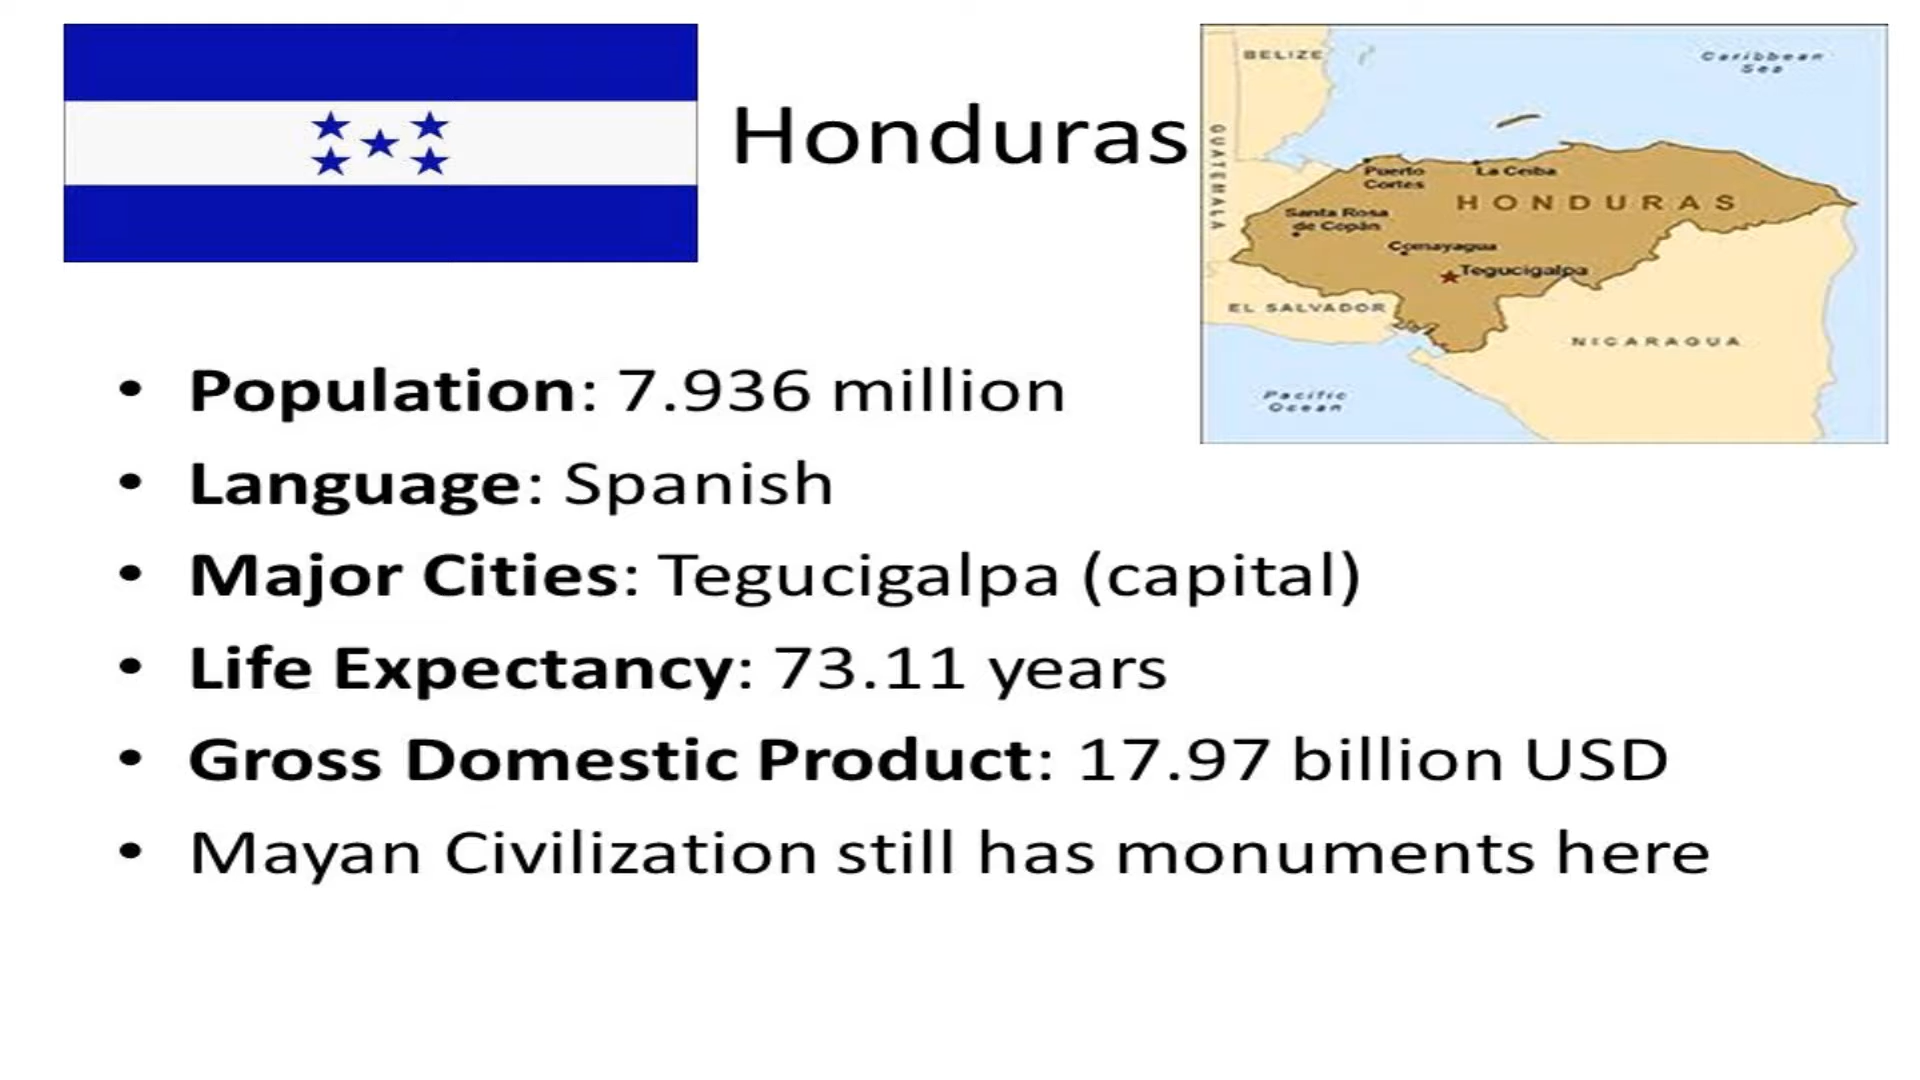 Honduras
BELIZE
Caribbean
Sea
GUATEMALA
Puerto
Cortes
La Ceiba
HONDURAS
Santa Rosa
de Copán
Comayagua
Tegucigalpa
EL SALVADOR
NICARAGUA
Pacific
Ocean
• Population: 7.936 million
• Language: Spanish
• Major Cities: Tegucigalpa (capital)
• Life Expectancy: 73.11 years
• Gross Domestic Product: 17.97 billion USD
• Mayan Civilization still has monuments here